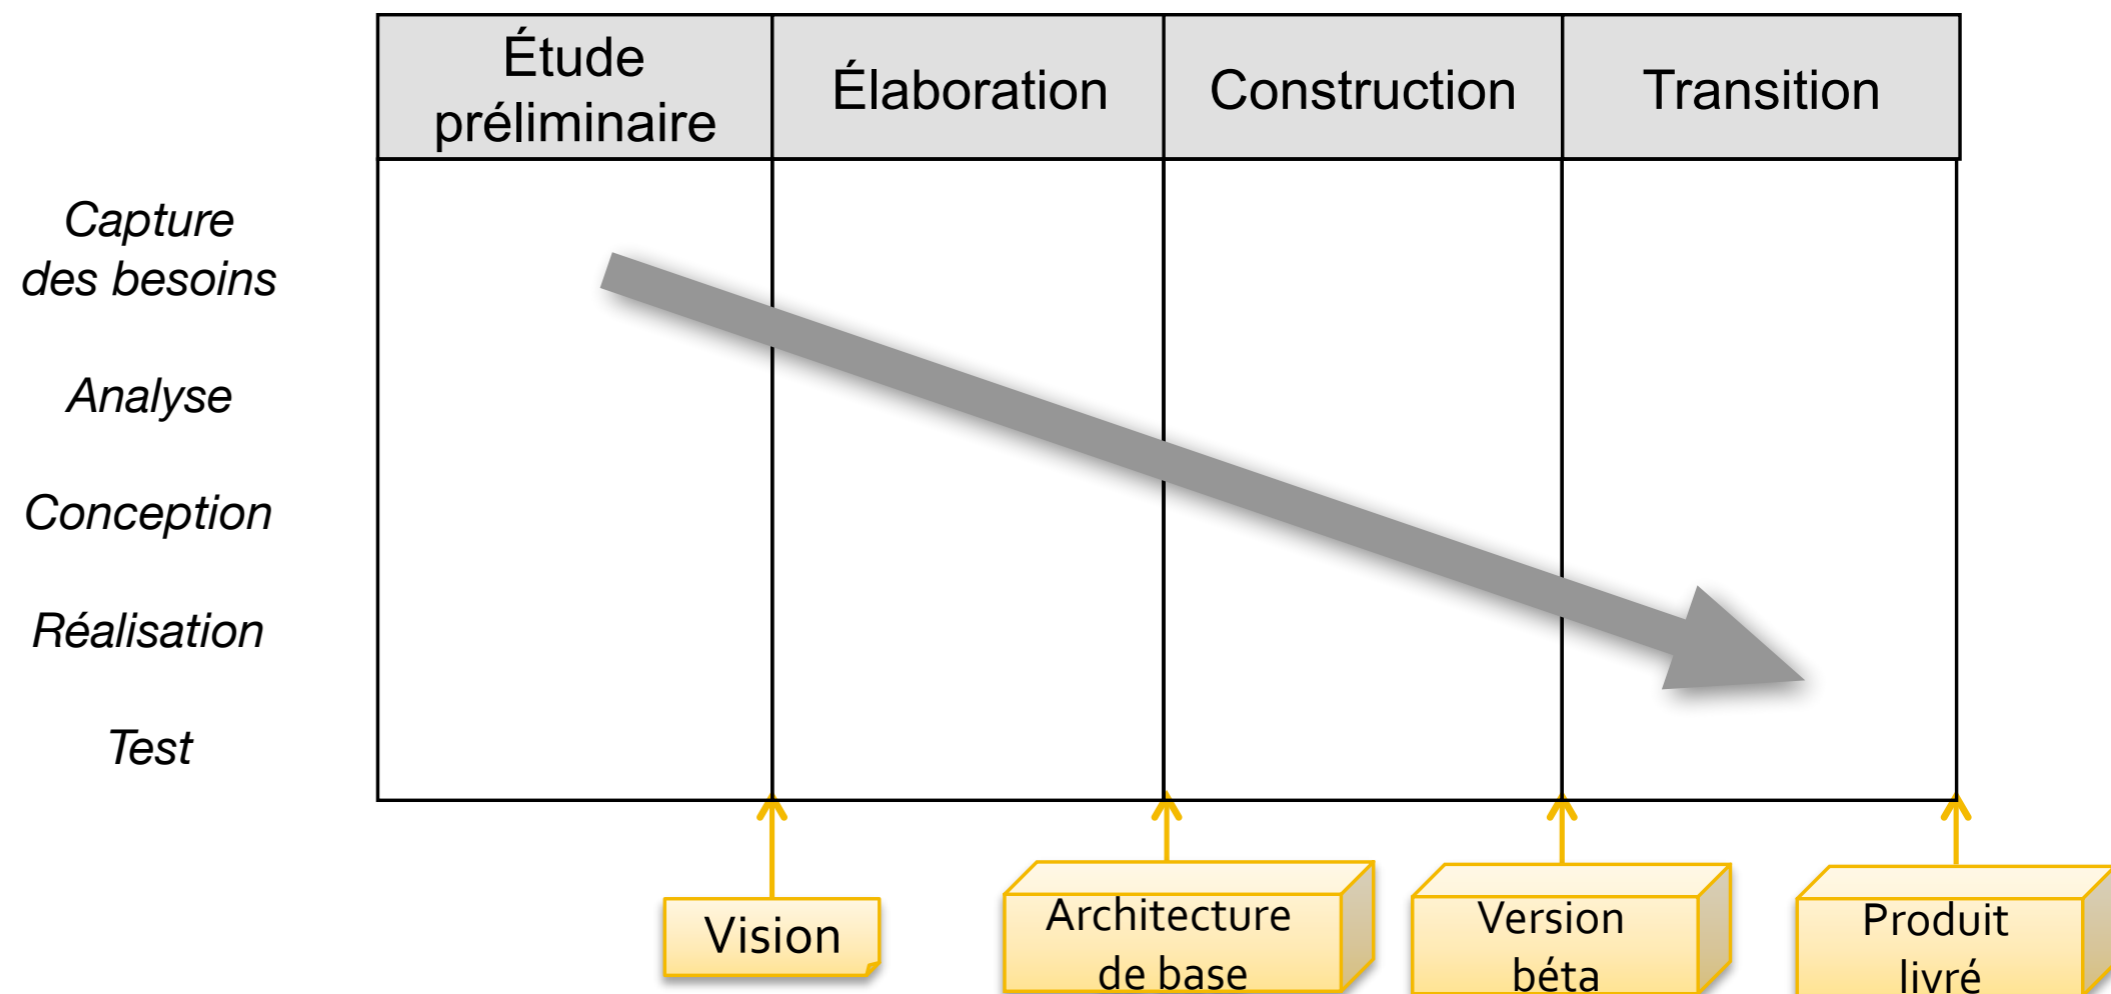 Étude
préliminaire
Élaboration
Construction
Transition
Capture
des besoins
Analyse
Conception
Réalisation
Test
Vision
Architecture
de base
Version
béta
Produit
livré